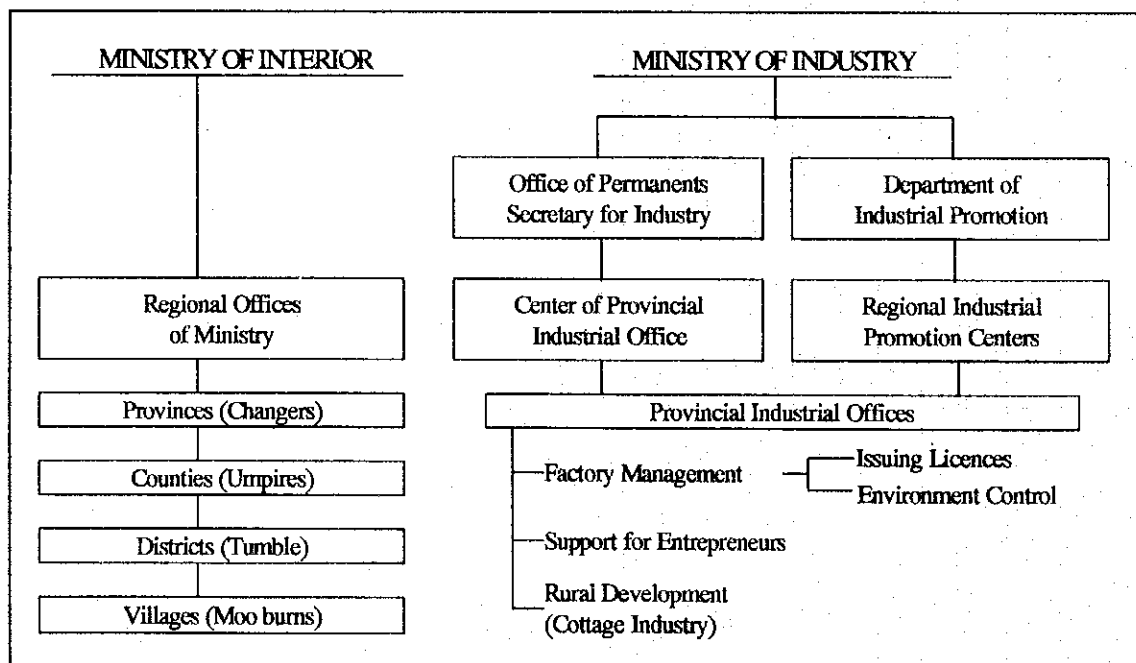 MINISTRY OF INTERIOR
Regional Offices
of Ministry
Provinces (Changers)
Counties (Umpires)
Districts (Tumble)
Villages (Moo burns)
MINISTRY OF INDUSTRY
Office of Permanents
Secretary for Industry
Department of
Industrial Promotion
Center of Provincial
Industrial Office
Regional Industrial
Promotion Centers
Provincial Industrial Offices
Factory Management
Issuing Licences
Environment Control
Support for Entrepreneurs
Rural Development
(Cottage Industry)